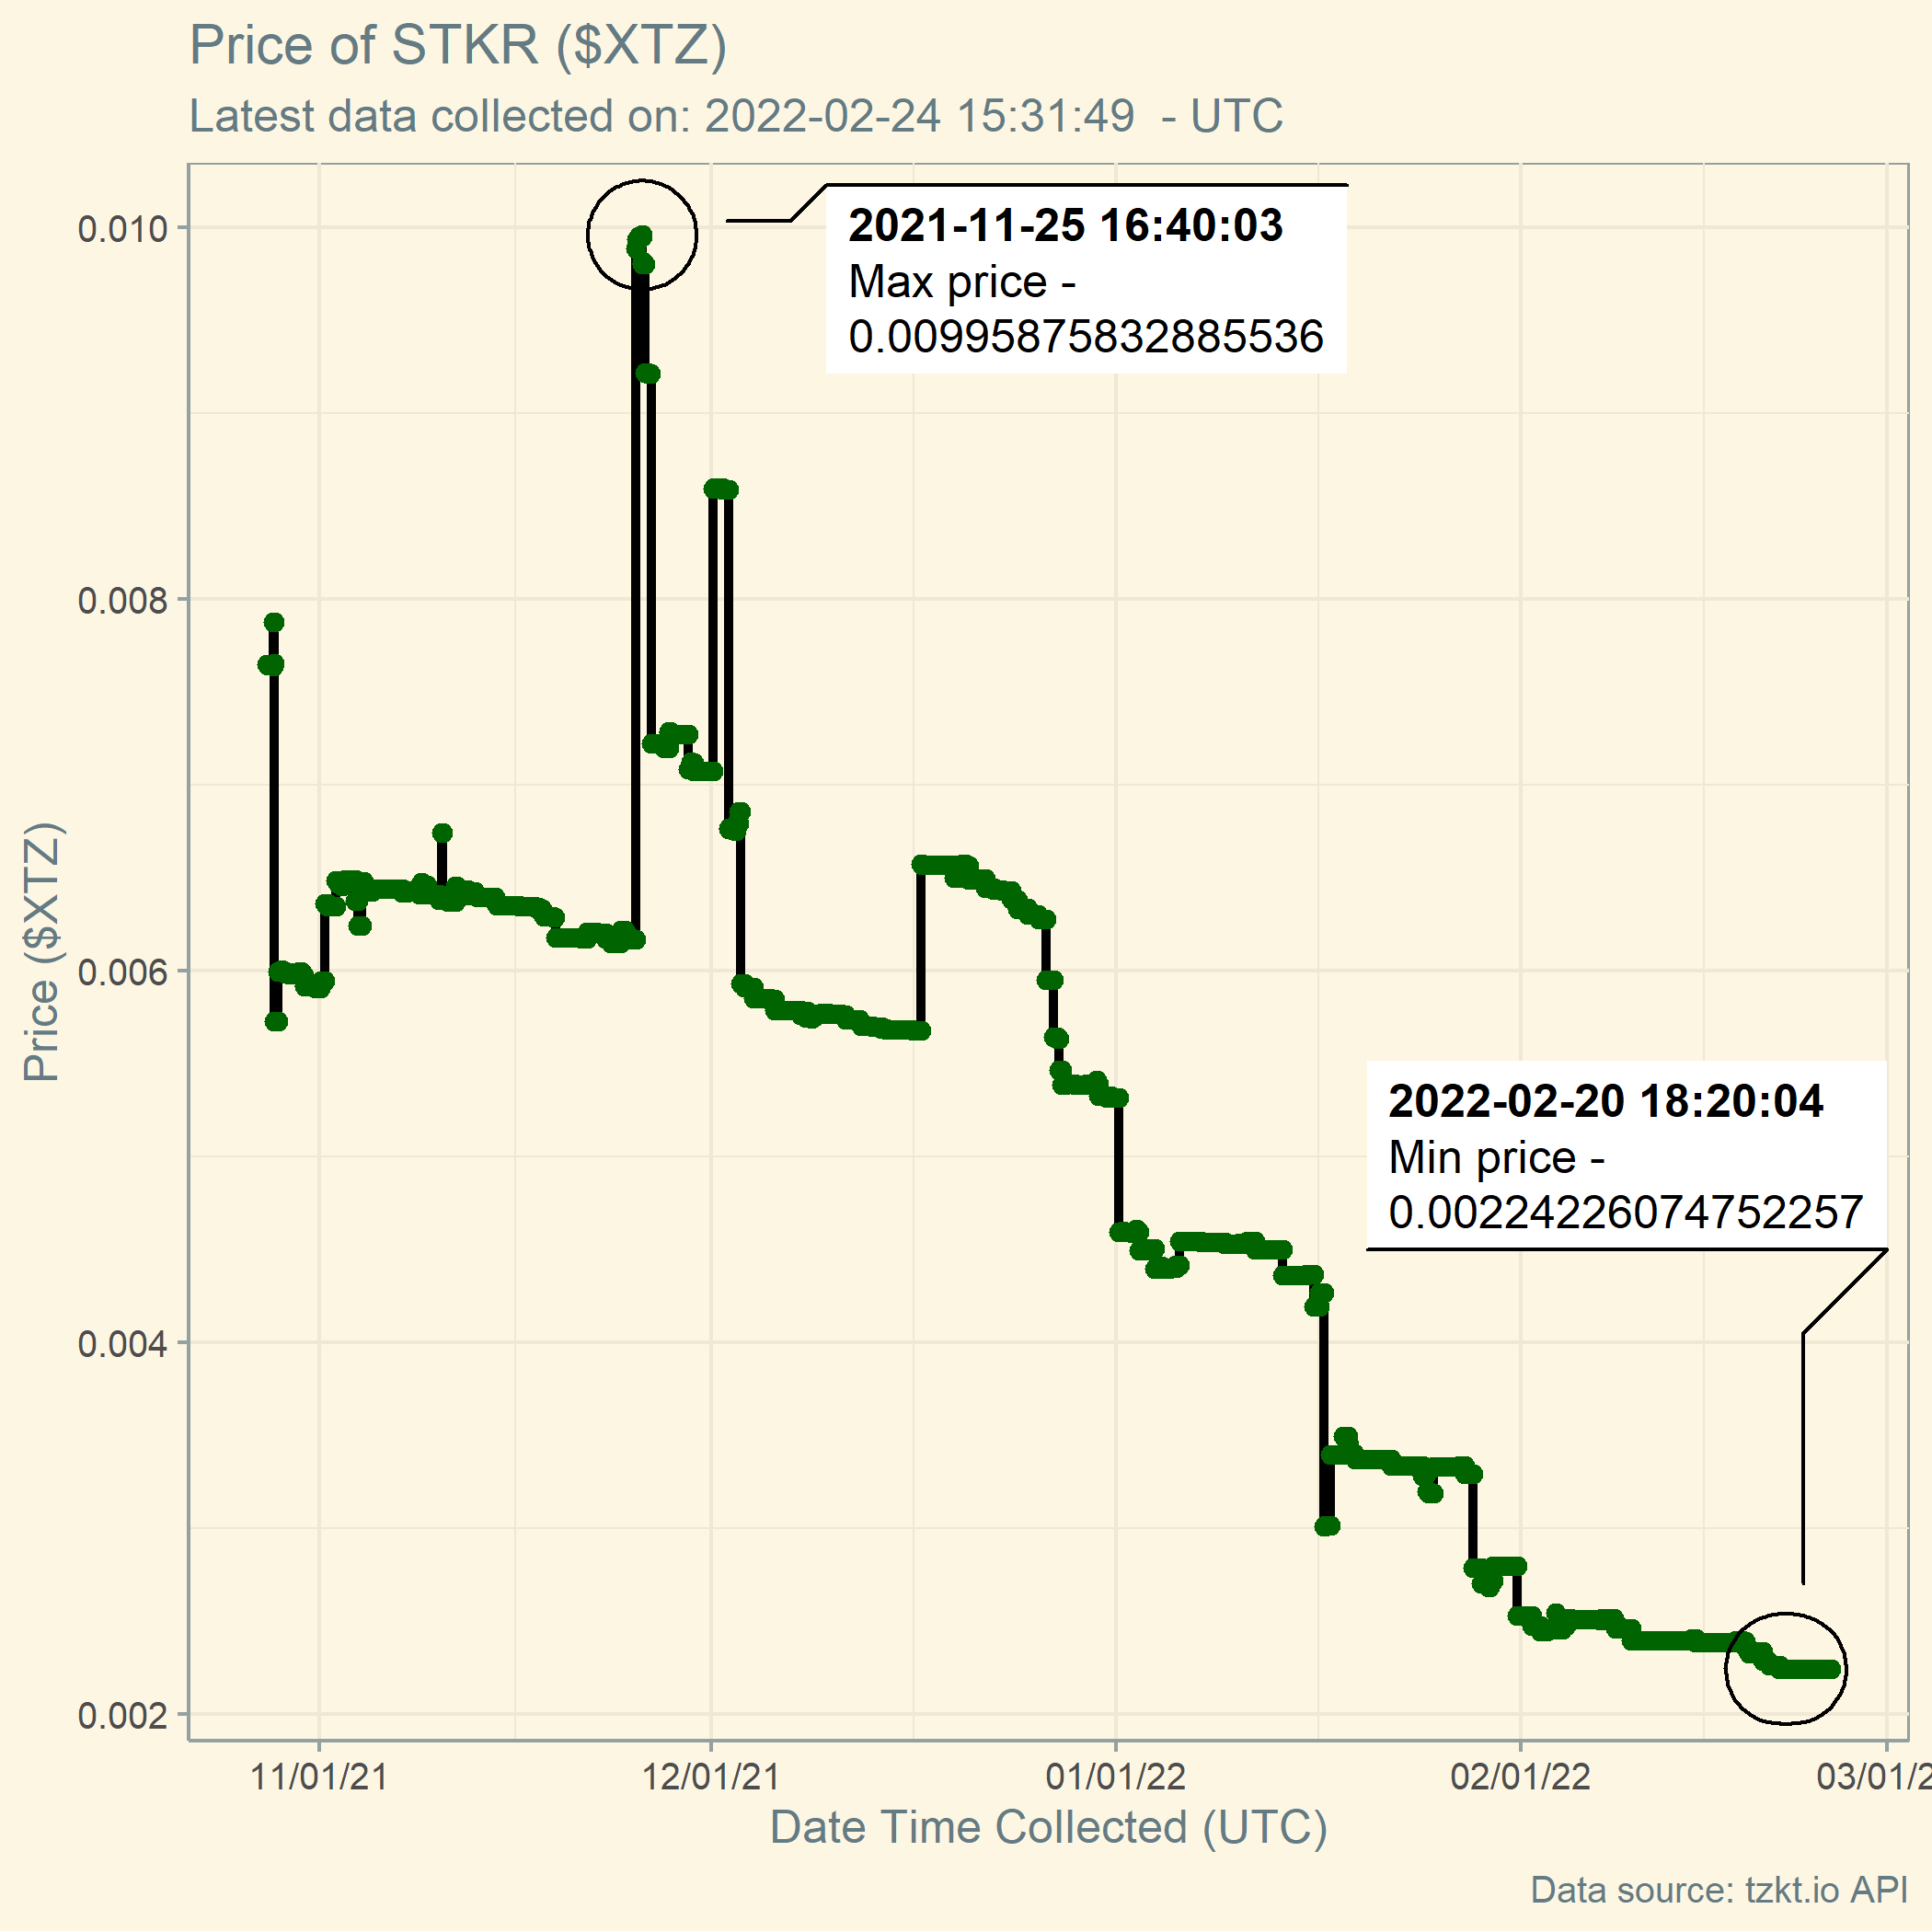 Price of STKR ($XTZ)
Latest data collected on: 2022-02-24 15:31:49  - UTC
2021-11-25 16:40:03
Max price -
0.00995875832885536
2022-02-20 18:20:04
Min price -
0.00224226074752257
Price ($XTZ)
0.010
0.008
0.006
0.004
0.002
11/01/21
12/01/21
01/01/22
02/01/22
03/01/2
Date Time Collected (UTC)
Data source: tzkt.io API